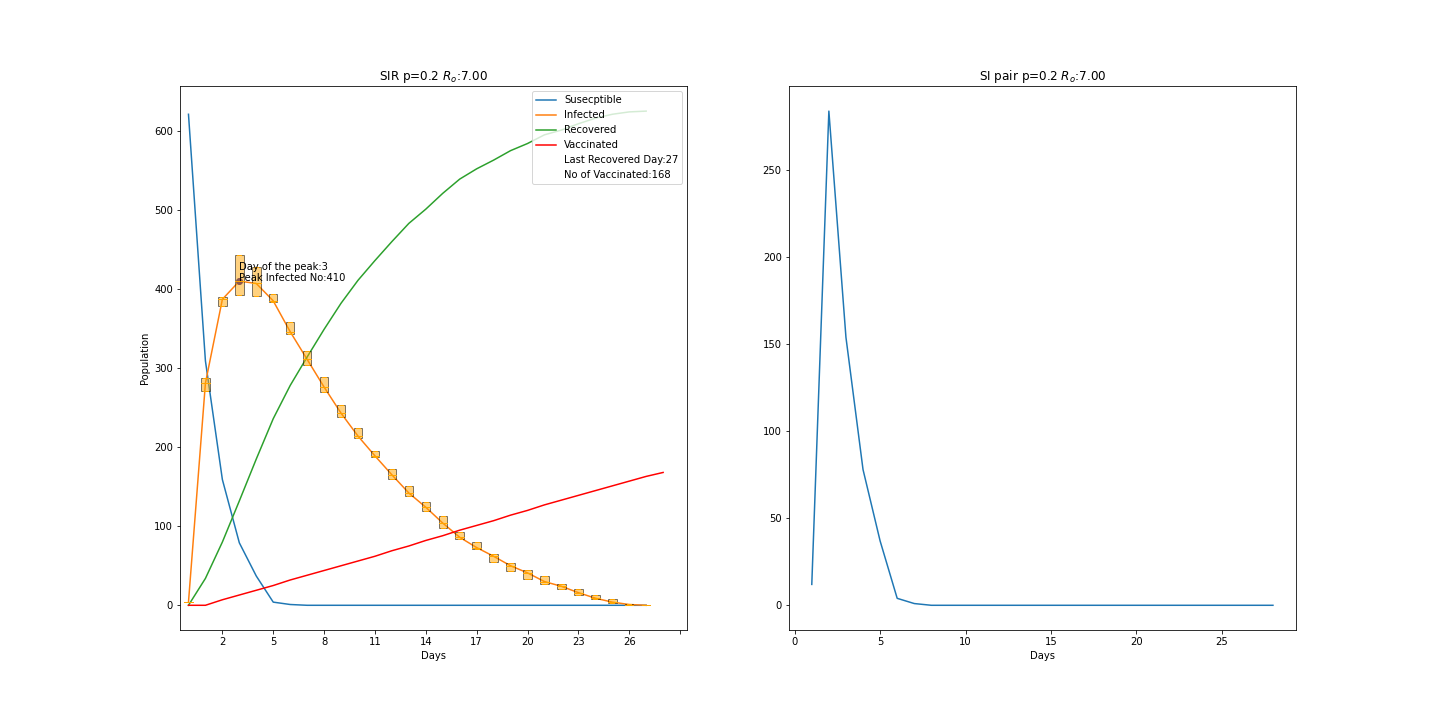 SIR p=0.2 Rₒ:7.00
Susecptible
Infected
Recovered
Vaccinated
Last Recovered Day:27
No of Vaccinated:168
Day of the peak:3
Peak Infected No:410
Population
600
500
400
300
200
100
0
2 5 8 11 14 17 20 23 26
Days
SI pair p=0.2 Rₒ:7.00
250
200
150
100
50
0
0 5 10 15 20 25
Days